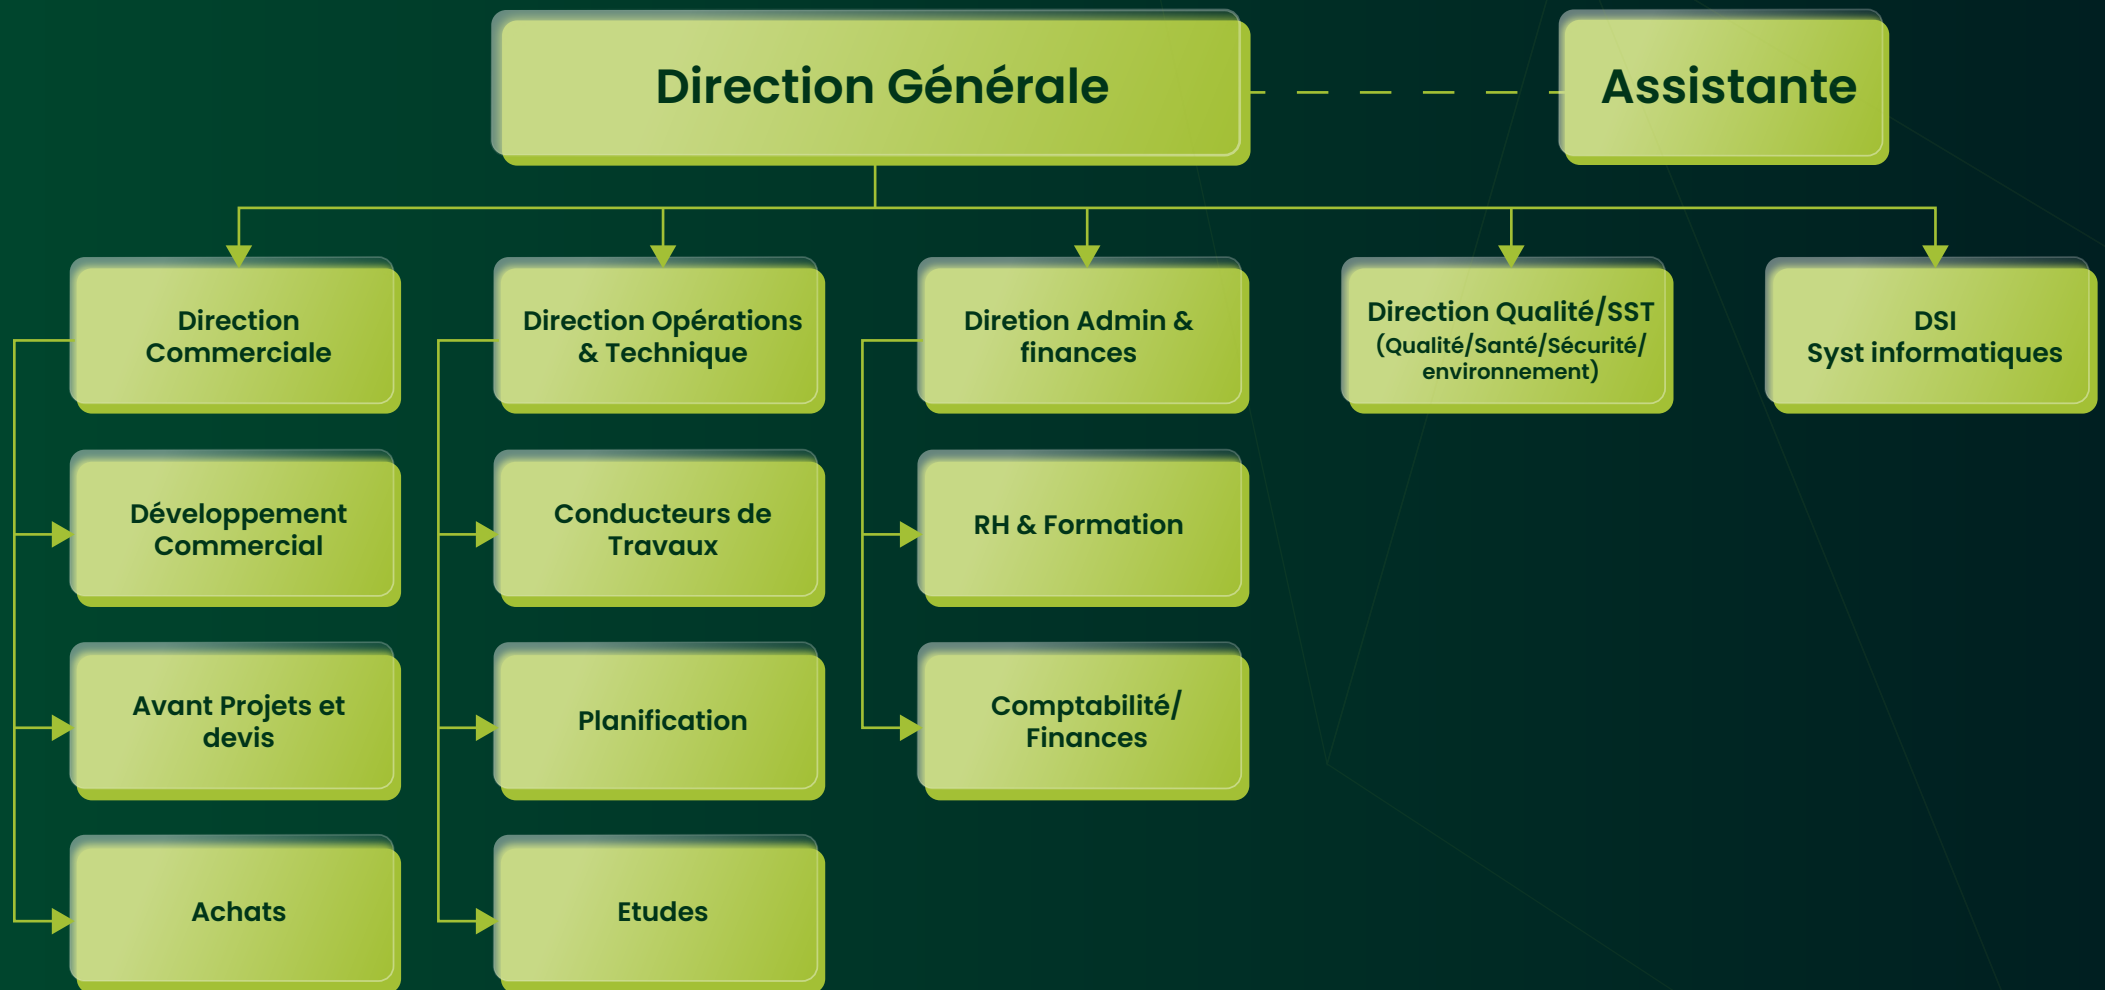 Direction Générale
Assistante
Direction
Commerciale
Direction Opérations
& Technique
Diretion Admin &
finances
Direction Qualité/SST
(Qualité/Santé/Sécurité/
environnement)
DSI
Syst informatiques
Développement
Commercial
Conducteurs de
Travaux
RH & Formation
Avant Projets et
devis
Planification
Comptabilité/
Finances
Achats
Etudes